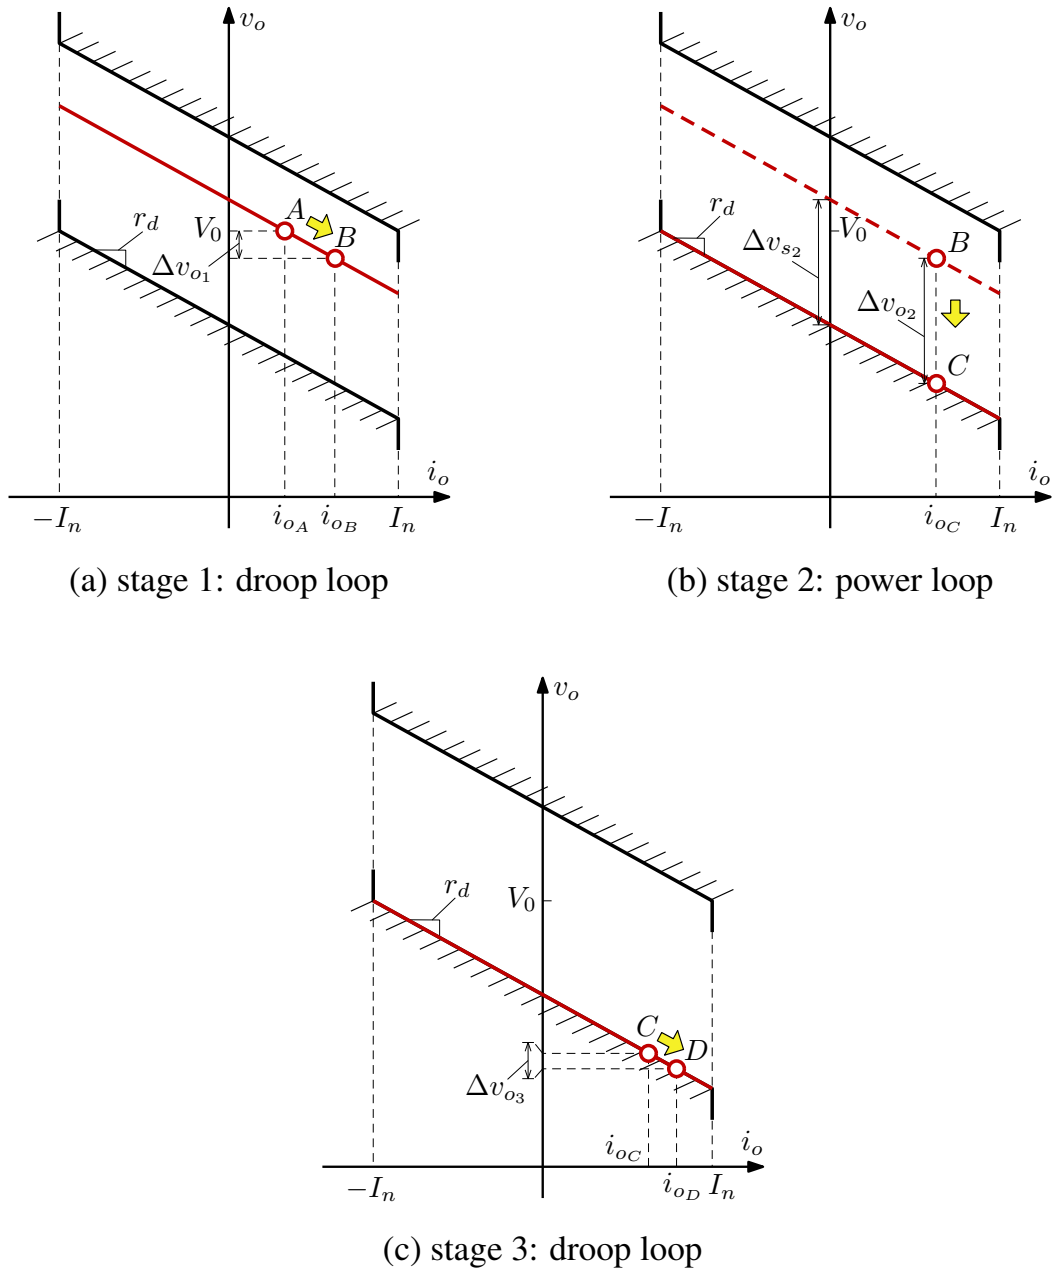 v_o
A
r_d
V_0
B
Δv_{o_1}
i_o
−I_n
i_{o_A}
i_{o_B}
I_n
(a) stage 1: droop loop
v_o
r_d
V_0
Δv_{s_2}
B
Δv_{o_2}
C
i_o
−I_n
i_{o_C}
I_n
(b) stage 2: power loop
v_o
r_d
V_0
C
D
Δv_{o_3}
i_{o_C}
i_o
−I_n
i_{o_D}
I_n
(c) stage 3: droop loop